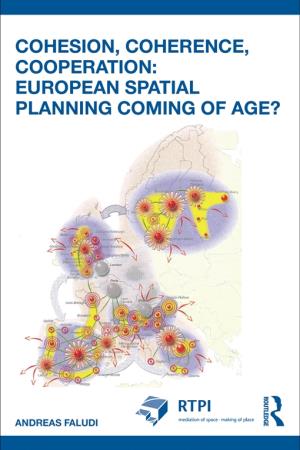 COHESION, COHERENCE,
COOPERATION:
EUROPEAN SPATIAL
PLANNING COMING OF AGE?
ANDREAS FALUDI
RTPI
mediation of space · making of place
ROUTLEDGE